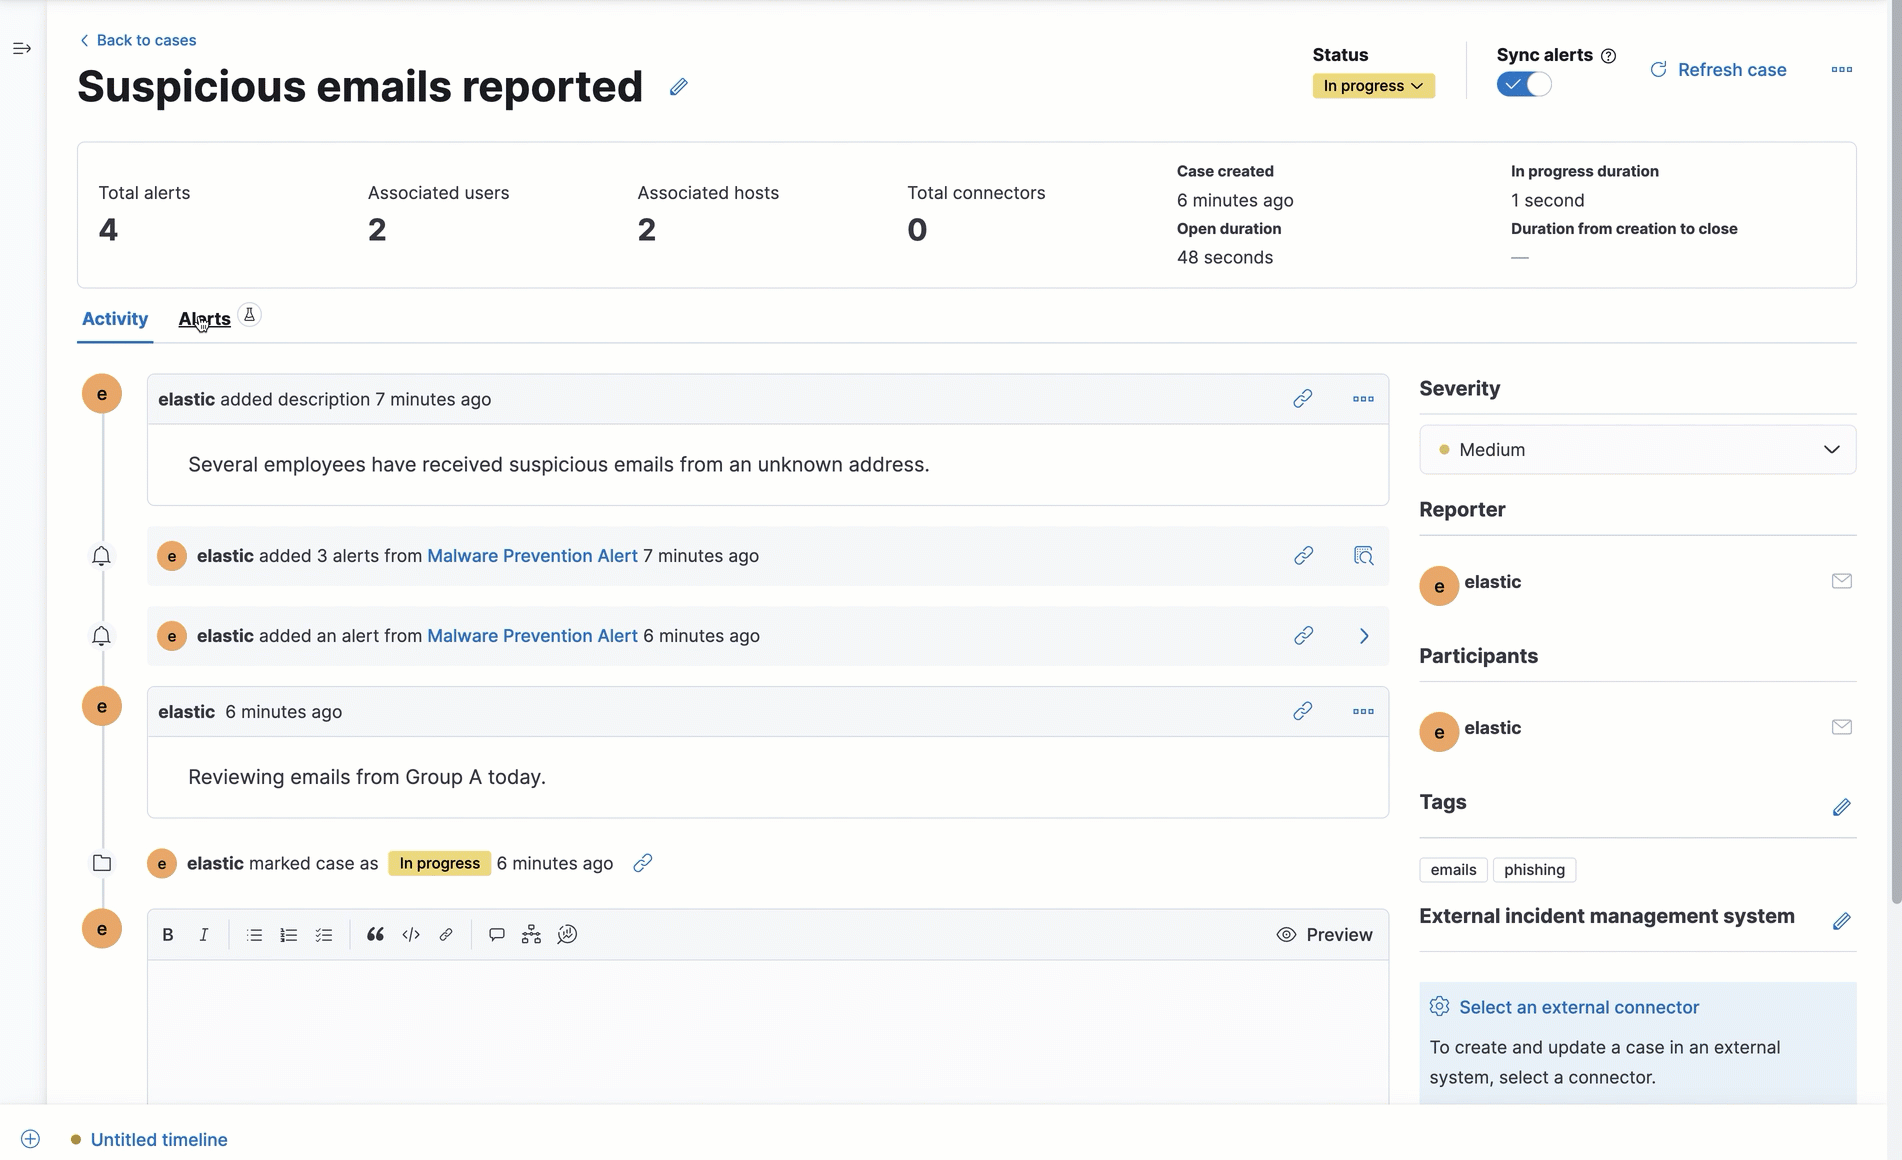 Back to cases
Suspicious emails reported
Status
In progress
Sync alerts
Refresh case
Total alerts
4
Associated users
2
Associated hosts
2
Total connectors
0
Case created
6 minutes ago
Open duration
48 seconds
In progress duration
1 second
Duration from creation to close
—
Activity
Alerts
e
elastic added description 7 minutes ago
Several employees have received suspicious emails from an unknown address.
e
elastic added 3 alerts from Malware Prevention Alert 7 minutes ago
e
elastic added an alert from Malware Prevention Alert 6 minutes ago
e
elastic 6 minutes ago
Reviewing emails from Group A today.
e
elastic marked case as In progress 6 minutes ago
e
B I
Preview
Severity
Medium
Reporter
e
elastic
Participants
e
elastic
Tags
emails phishing
External incident management system
Select an external connector
To create and update a case in an external
system, select a connector.
Untitled timeline